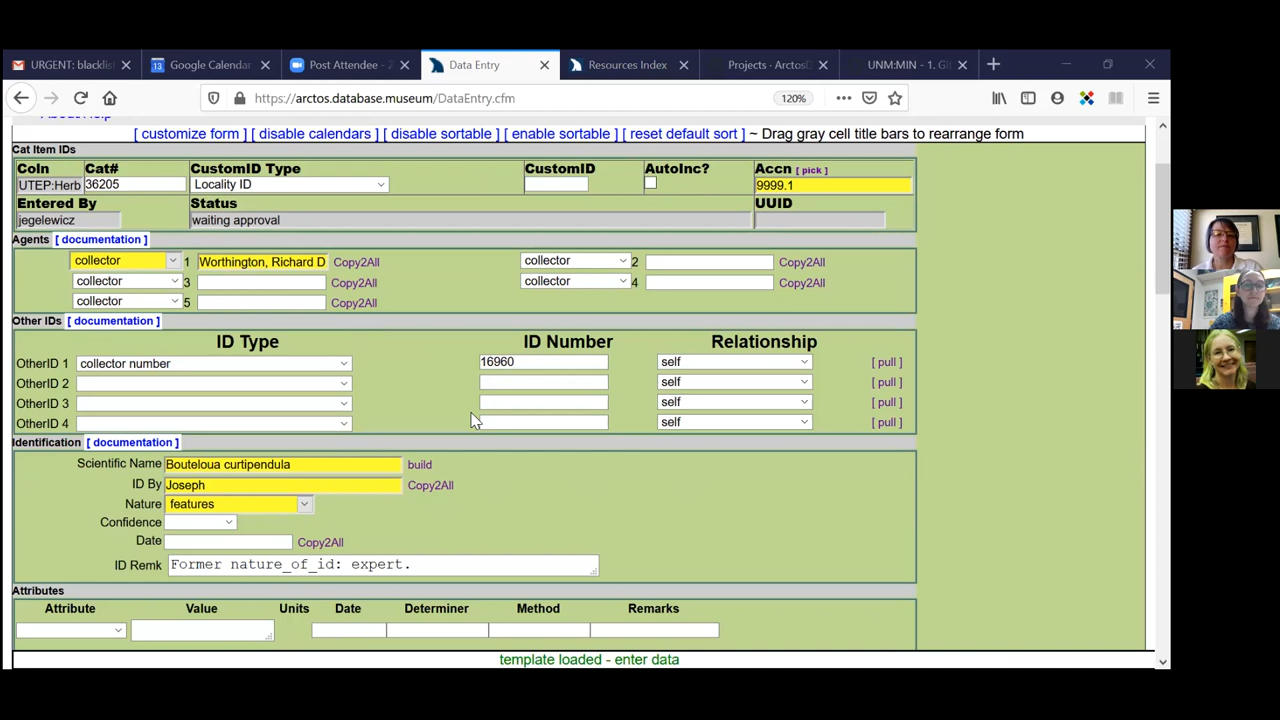 URGENT: blacklis
Google Calenda
Post Attendee - 2
Data Entry
Resources Index
Projects - ArctosD
UNM:MIN - 1. Gi
https://arctos.database.museum/DataEntry.cfm
120%
[ customize form ] [ disable calendars ] [ disable sortable ] [ enable sortable ] [ reset default sort ] ~ Drag gray cell title bars to rearrange form
Cat Item IDs
Coln Cat# CustomID Type CustomID AutoInc? Accn [ pick ]
UTEP:Herb 36205 Locality ID 9999.1
Entered By Status UUID
jegelewicz waiting approval
Agents [ documentation ]
collector 1 Worthington, Richard D Copy2All collector 2 Copy2All
collector 3 Copy2All collector 4 Copy2All
collector 5 Copy2All
Other IDs [ documentation ]
ID Type ID Number Relationship
OtherID 1 collector number 16960 self [ pull ]
OtherID 2 self [ pull ]
OtherID 3 self [ pull ]
OtherID 4 self [ pull ]
Identification [ documentation ]
Scientific Name Bouteloua curtipendula build
ID By Joseph Copy2All
Nature features
Confidence
Date Copy2All
ID Remk Former nature_of_id: expert.
Attributes
Attribute Value Units Date Determiner Method Remarks
template loaded - enter data